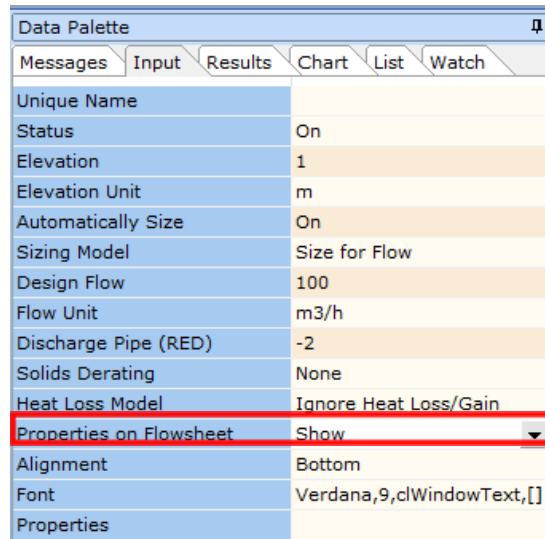 Data Palette
Messages Input Results Chart List Watch
Unique Name
Status On
Elevation 1
Elevation Unit m
Automatically Size On
Sizing Model Size for Flow
Design Flow 100
Flow Unit m3/h
Discharge Pipe (RED) -2
Solids Derating None
Heat Loss Model Ignore Heat Loss/Gain
Properties on Flowsheet Show
Alignment Bottom
Font Verdana,9,clWindowText,[]
Properties